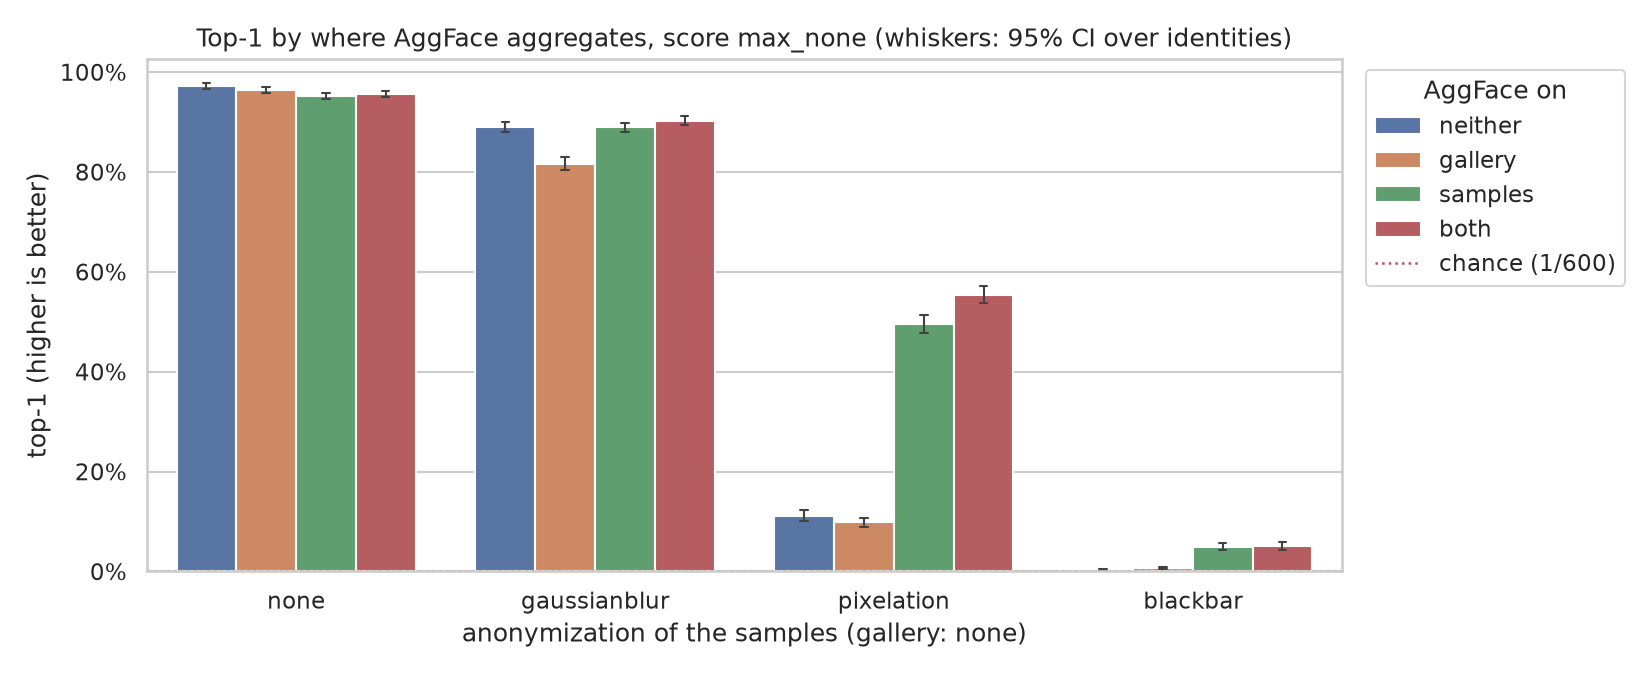 Top-1 by where AggFace aggregates, score max_none (whiskers: 95% CI over identities)
100%
80%
60%
40%
20%
0%
top-1 (higher is better)
none
gaussianblur
pixelation
blackbar
anonymization of the samples (gallery: none)
AggFace on
neither
gallery
samples
both
chance (1/600)